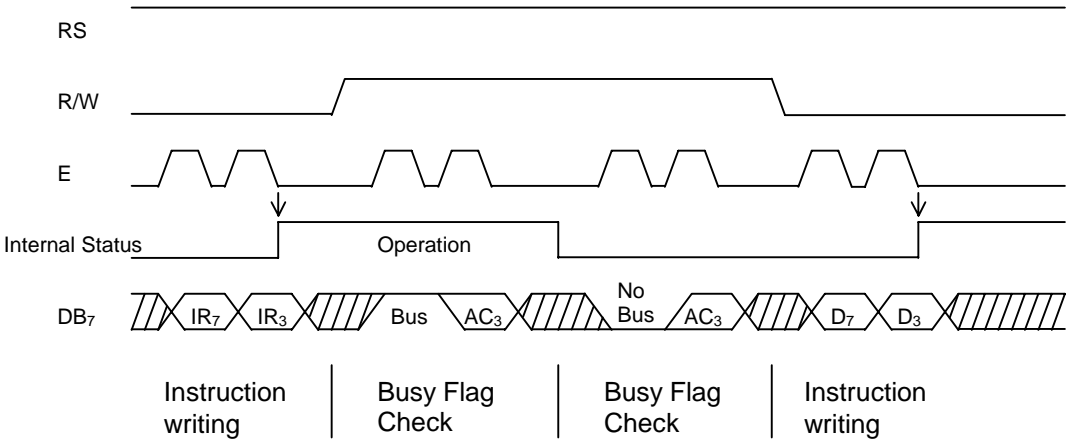 RS
R/W
E
Internal Status
Operation
DB₇
IR₇
IR₃
Bus
AC₃
No
Bus
AC₃
D₇
D₃
Instruction
writing
Busy Flag
Check
Busy Flag
Check
Instruction
writing